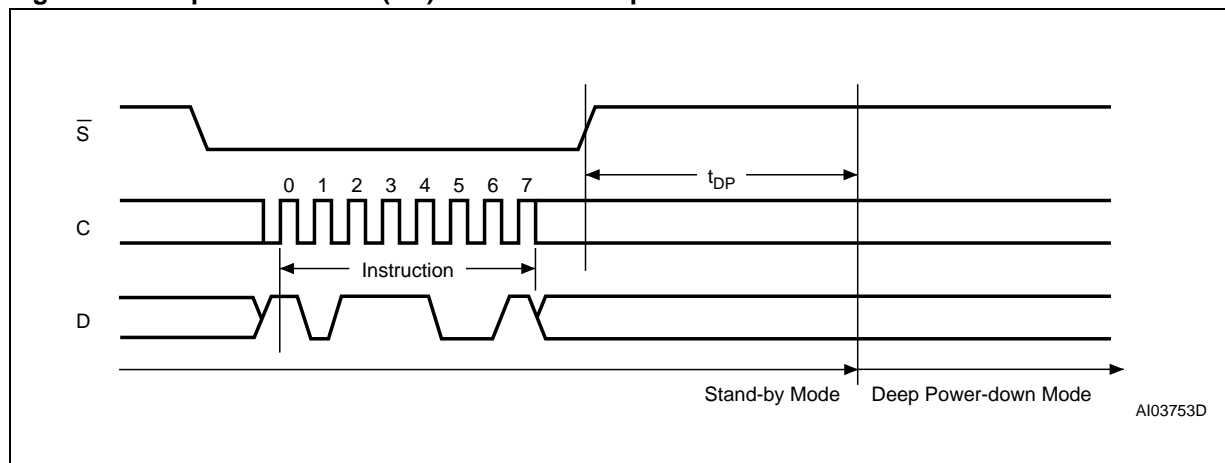 S̅
t_DP
0 1 2 3 4 5 6 7
C
Instruction
D
Stand-by Mode Deep Power-down Mode
AI03753D